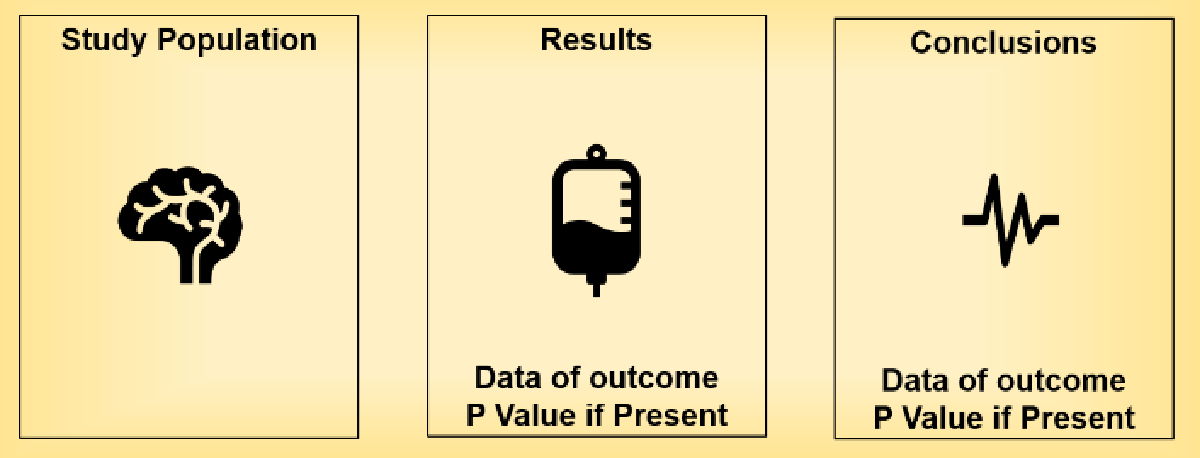 Study Population
Results
Data of outcome
P Value if Present
Conclusions
Data of outcome
P Value if Present